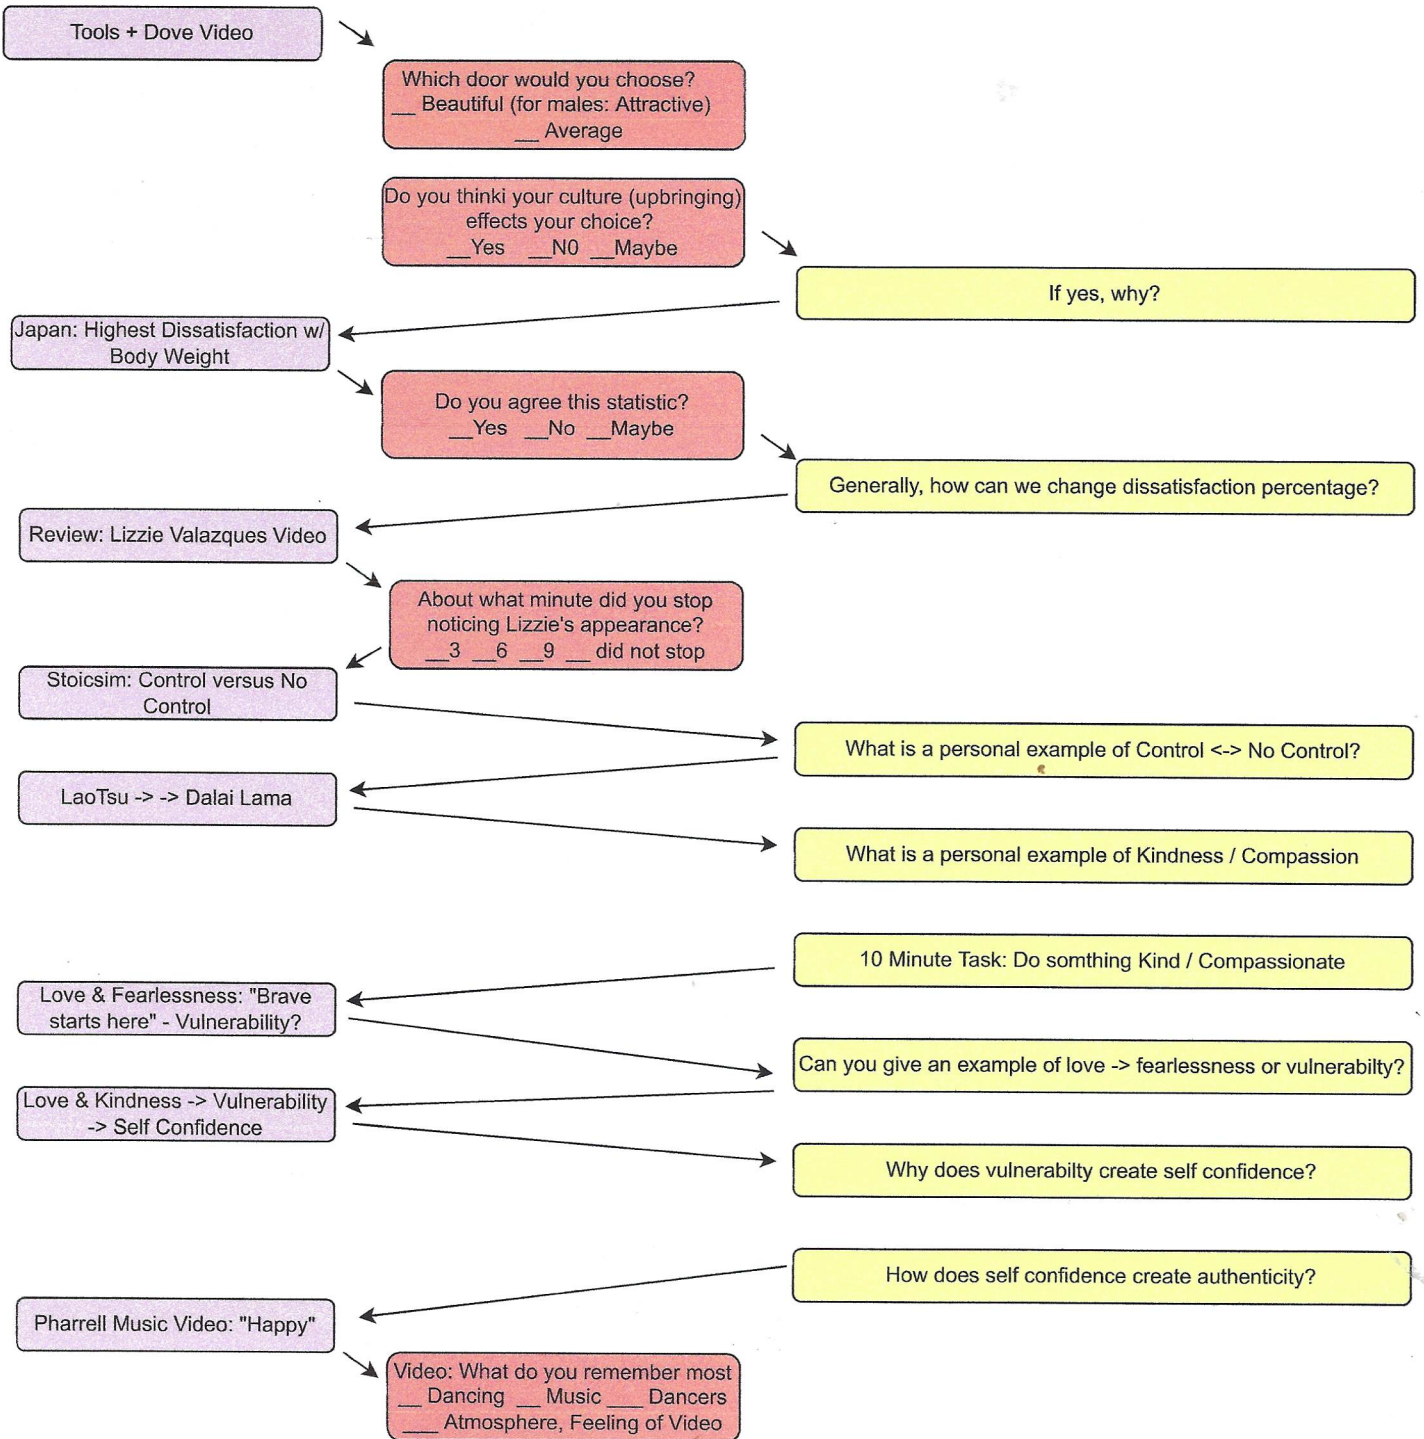 Tools + Dove Video
Which door would you choose?
__ Beautiful (for males: Attractive)
__ Average
Do you thinki your culture (upbringing)
effects your choice?
__Yes __N0 __Maybe
If yes, why?
Japan: Highest Dissatisfaction w/
Body Weight
Do you agree this statistic?
__Yes __No __Maybe
Generally, how can we change dissatisfaction percentage?
Review: Lizzie Valazques Video
About what minute did you stop
noticing Lizzie's appearance?
__3 __6 __9 __ did not stop
Stoicsim: Control versus No
Control
What is a personal example of Control <-> No Control?
LaoTsu -> -> Dalai Lama
What is a personal example of Kindness / Compassion
10 Minute Task: Do somthing Kind / Compassionate
Love & Fearlessness: "Brave
starts here" - Vulnerability?
Can you give an example of love -> fearlessness or vulnerabilty?
Love & Kindness -> Vulnerability
-> Self Confidence
Why does vulnerabilty create self confidence?
How does self confidence create authenticity?
Pharrell Music Video: "Happy"
Video: What do you remember most
__ Dancing __ Music ___ Dancers
___ Atmosphere, Feeling of Video